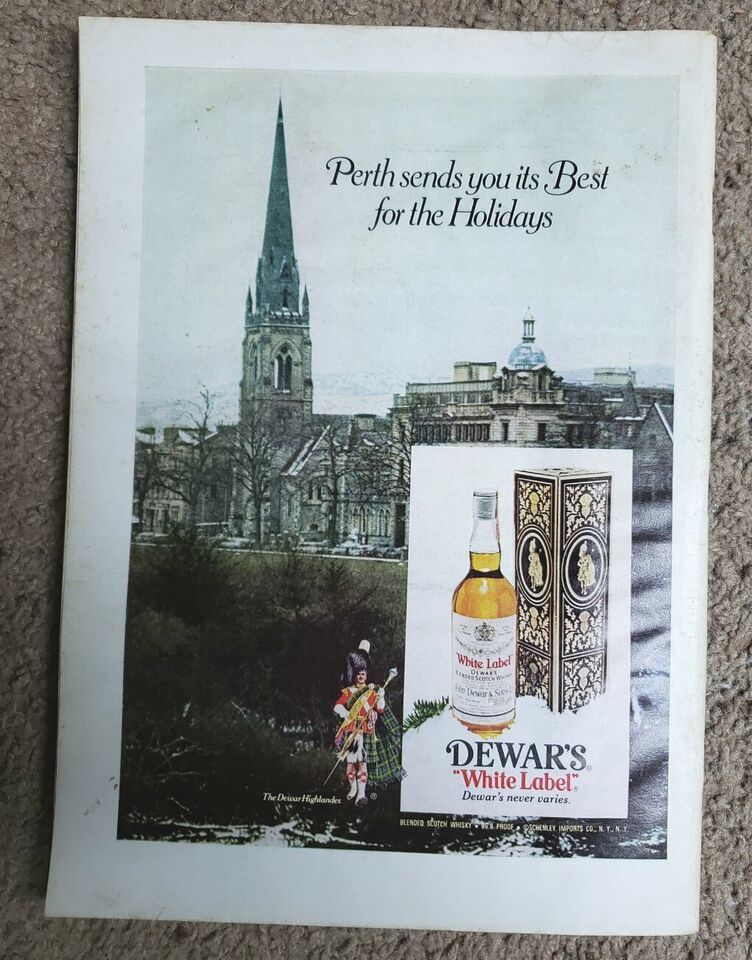 Perth sends you its Best
for the Holidays
"White Label"
DEWAR'S
BLENDED SCOTCH WHISKY
John Dewar & Sons
The Dewar Highlander
®
DEWAR'S®
"White Label"®
Dewar's never varies.
BLENDED SCOTCH WHISKY • 86.8 PROOF • ©SCHENLEY IMPORTS CO., N. Y., N. Y.